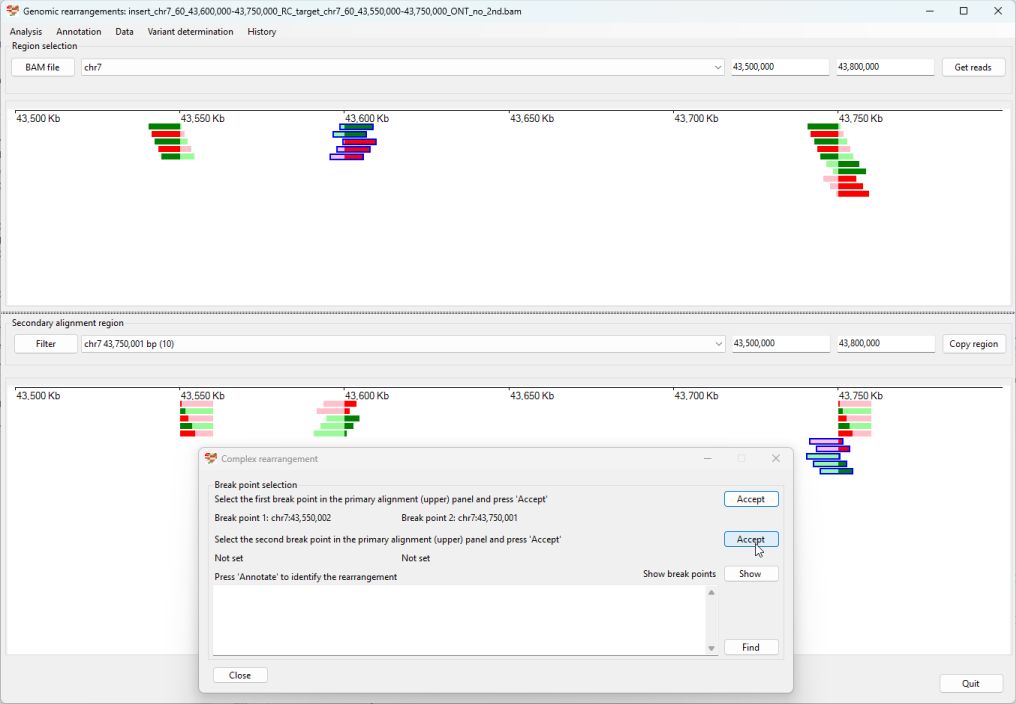 Genomic rearrangements: insert_chr7_60_43,600,000-43,750,000_RC_target_chr7_60_43,550,000-43,750,000_ONT_no_2nd.bam
Analysis Annotation Data Variant determination History
Region selection
BAM file chr7 43,500,000 43,800,000 Get reads
43,500 Kb 43,550 Kb 43,600 Kb 43,650 Kb 43,700 Kb 43,750 Kb
Secondary alignment region
Filter chr7 43,750,001 bp (10) 43,500,000 43,800,000 Copy region
43,500 Kb 43,550 Kb 43,600 Kb 43,650 Kb 43,700 Kb 43,750 Kb
Complex rearrangement
Break point selection
Select the first break point in the primary alignment (upper) panel and press 'Accept' Accept
Break point 1: chr7:43,550,002 Break point 2: chr7:43,750,001
Select the second break point in the primary alignment (upper) panel and press 'Accept' Accept
Not set Not set
Press 'Annotate' to identify the rearrangement Show break points Show
Find
Close
Quit